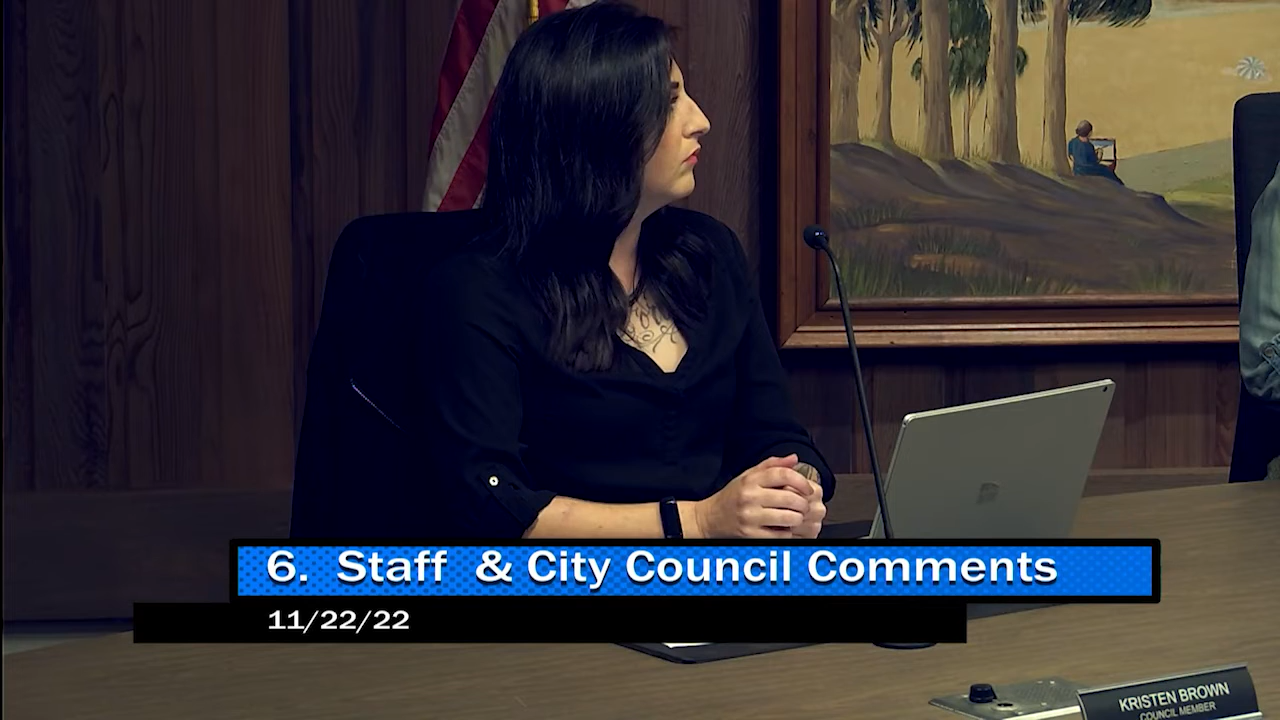 6. Staff & City Council Comments
11/22/22
KRISTEN BROWN
COUNCIL MEMBER